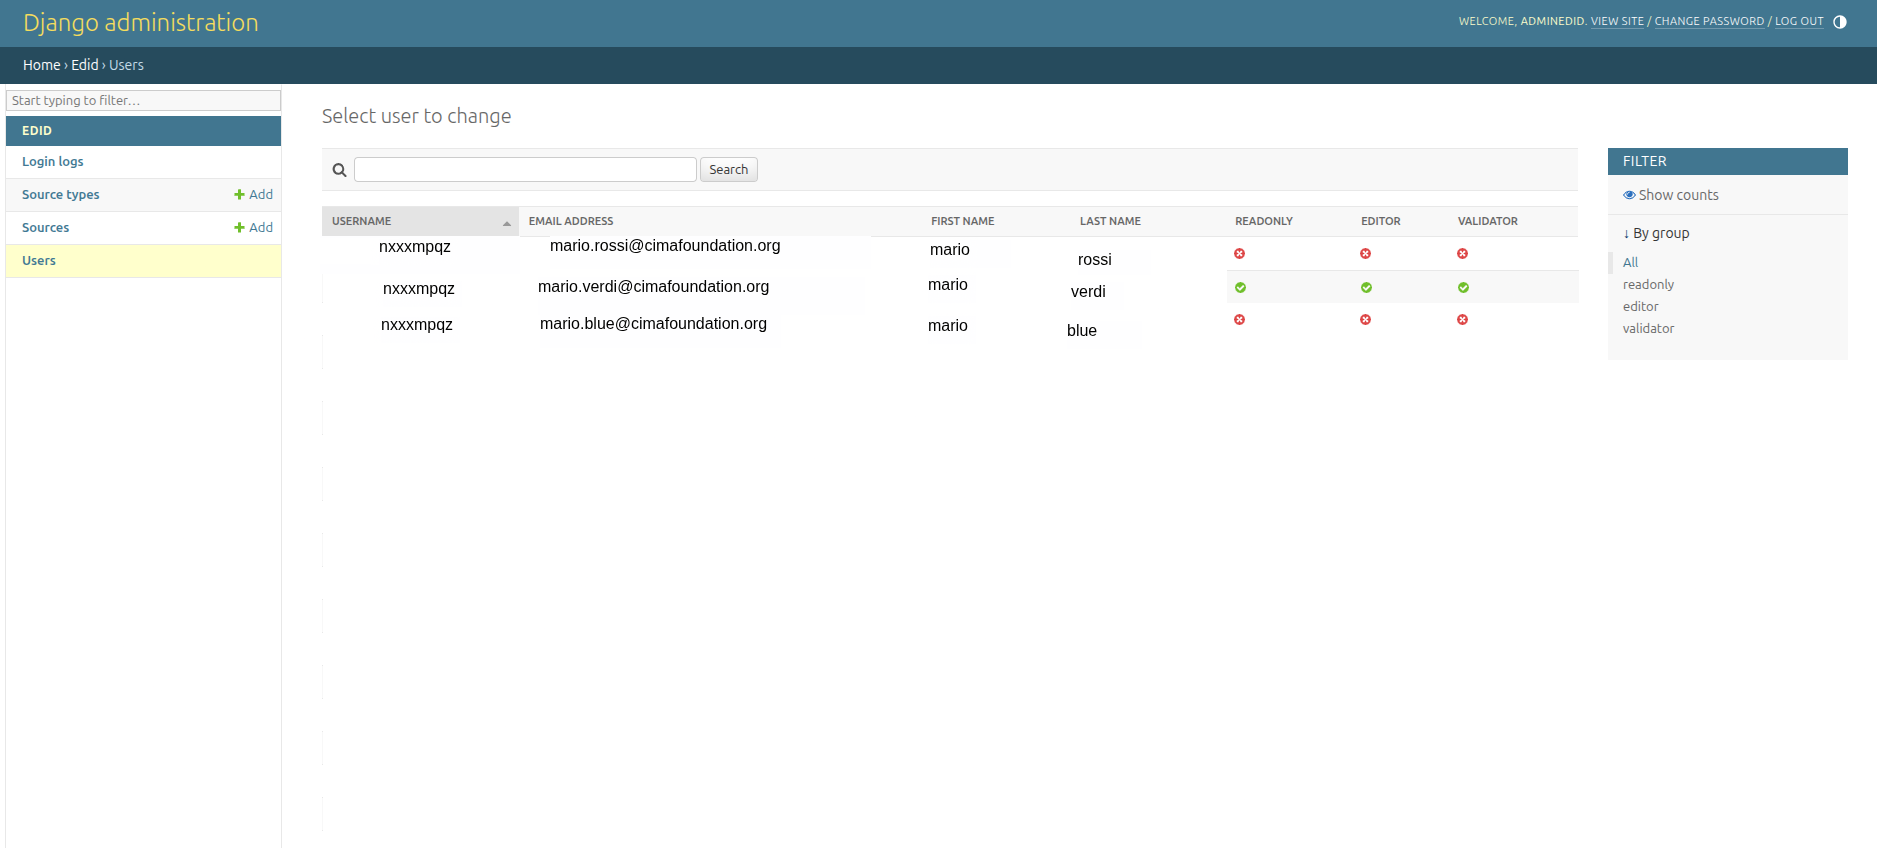 Django administration
WELCOME, ADMINEDID. VIEW SITE / CHANGE PASSWORD / LOG OUT
Home › Edid › Users
Start typing to filter...
EDID
Login logs
Source types + Add
Sources + Add
Users
Select user to change
Search
USERNAME EMAIL ADDRESS FIRST NAME LAST NAME READONLY EDITOR VALIDATOR
nxxxmpqz mario.rossi@cimafoundation.org mario rossi
nxxxmpqz mario.verdi@cimafoundation.org mario verdi
nxxxmpqz mario.blue@cimafoundation.org mario blue
FILTER
Show counts
↓ By group
All
readonly
editor
validator